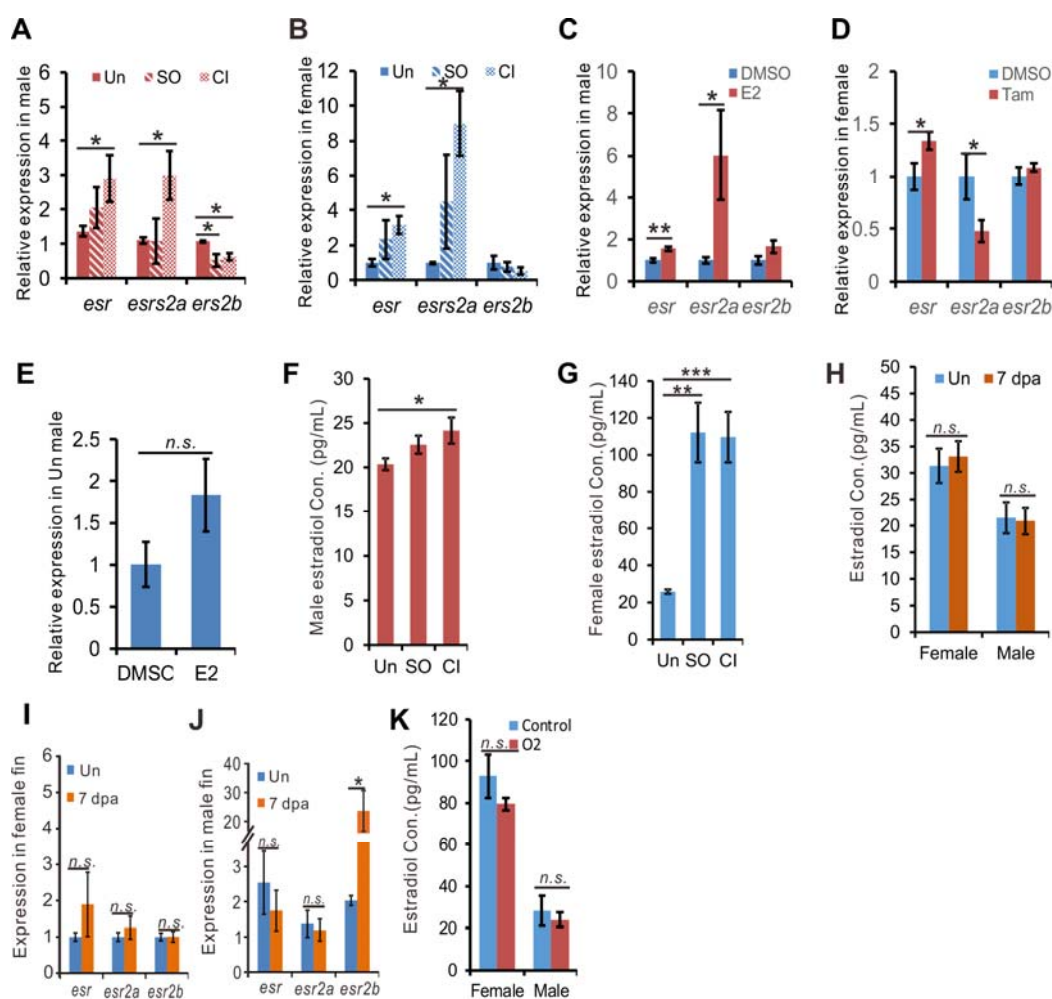 A
Relative expression in male
6
5
4
3
2
1
0
Un SO CI
*
*
*
*
esr esrs2a ers2b
B
Relative expression in female
12
10
8
6
4
2
0
Un SO CI
*
*
esr esrs2a ers2b
C
Relative expression in male
10
8
6
4
2
0
DMSO
E2
**
*
esr esr2a esr2b
D
Relative expression in female
2
1.5
1
0.5
0
DMSO
Tam
*
*
esr esr2a esr2b
E
Relative expression in Un male
2.5
2
1.5
1
0.5
0
n.s.
DMSC E2
F
Male estradiol Con. (pg/mL)
30
25
20
15
10
5
0
*
Un SO CI
G
Female estradiol Con.(pg/mL)
140
120
100
80
60
40
20
0
***
**
Un SO CI
H
Estradiol Con.(pg/mL)
50
45
40
35
30
25
20
15
10
5
0
Un 7 dpa
n.s.
n.s.
Female Male
I
Expression in female fin
6
5
4
3
2
1
0
Un
7 dpa
n.s.
n.s.
n.s.
esr esr2a esr2b
J
Expression in male fin
40
30
20
4
3
2
1
0
Un
7 dpa
n.s.
n.s.
*
esr esr2a esr2b
K
Estradiol Con.(pg/mL)
120
100
80
60
40
20
0
Control
O2
n.s.
n.s.
Female Male